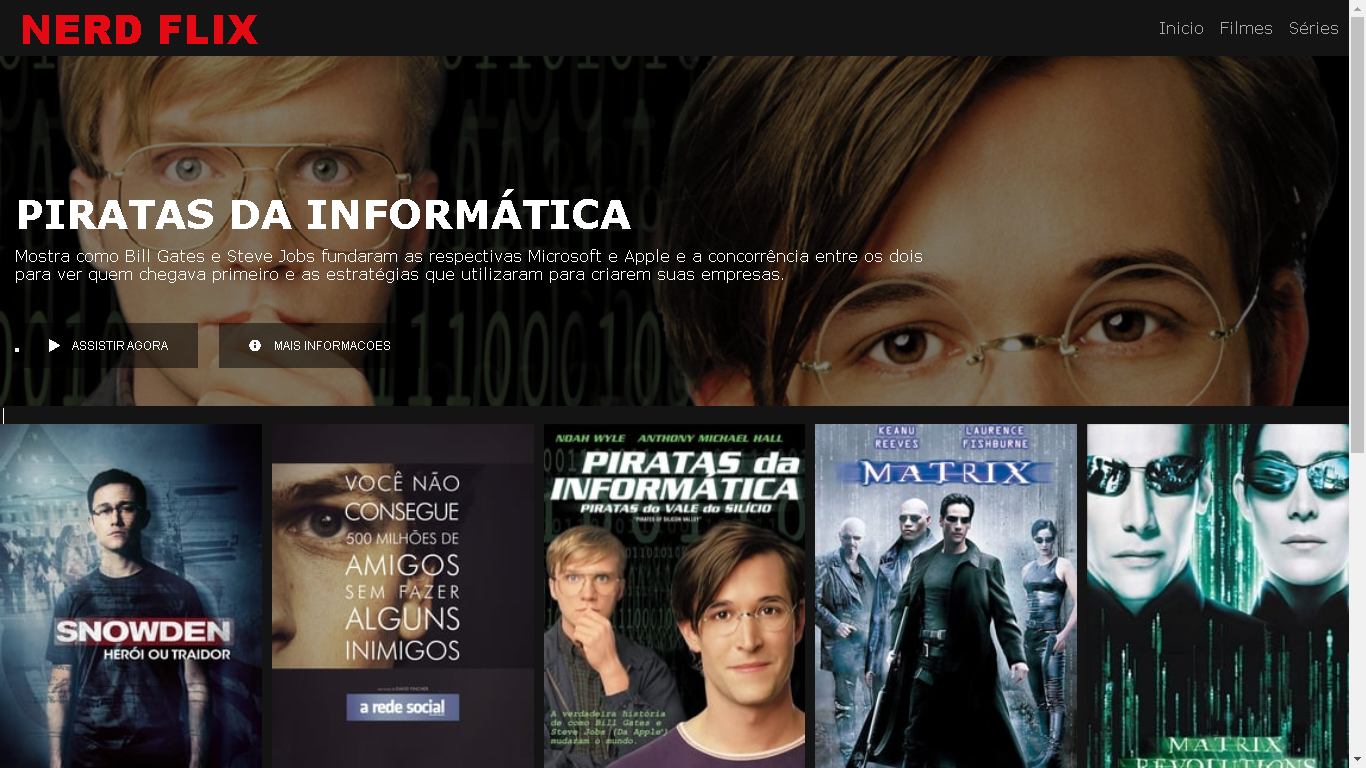 NERD FLIX
Inicio Filmes Séries
PIRATAS DA INFORMÁTICA
Mostra como Bill Gates e Steve Jobs fundaram as respectivas Microsoft e Apple e a concorrência entre os dois
para ver quem chegava primeiro e as estratégias que utilizaram para criarem suas empresas.
ASSISTIR AGORA
MAIS INFORMACOES
SNOWDEN
HERÓI OU TRAIDOR
VOCÊ NÃO
CONSEGUE
500 MILHÕES DE
AMIGOS
SEM FAZER
ALGUNS
INIMIGOS
a rede social
NOAH WYLE ANTHONY MICHAEL HALL
PIRATAS da
INFORMÁTICA
PIRATAS do VALE do SILÍCIO
"PIRATES OF SILICON VALLEY"
A verdadeira história
de como Bill Gates e
Steve Jobs (Da Apple)
mudaram o mundo.
KEANU REEVES
LAURENCE FISHBURNE
MATRIX
MATRIX
REVOLUTIONS